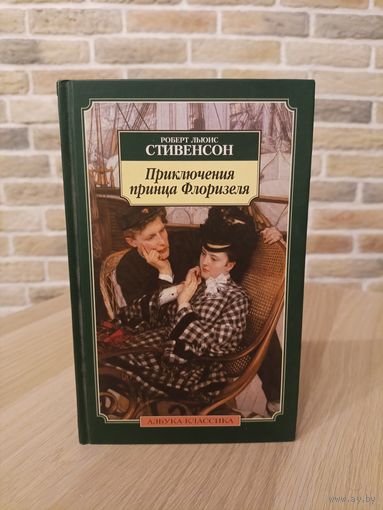 РОБЕРТ ЛЬЮИС
СТИВЕНСОН
Приключения
принца Флоризеля
АЗБУКА-КЛАССИКА
www.ay.by